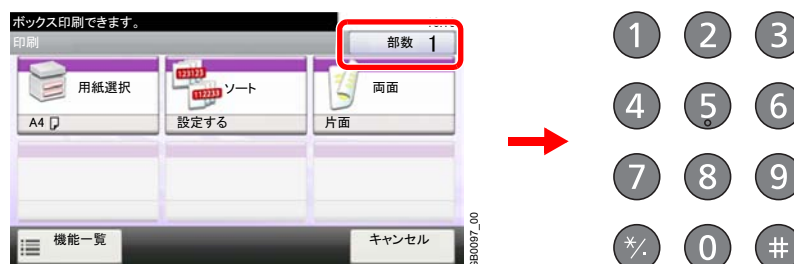 ボックス印刷できます。
印刷
部数 1
123123
112233
用紙選択
ソート
両面
A4
設定する
片面
機能一覧
キャンセル
1 2 3
4 5 6
7 8 9
*/. 0 #